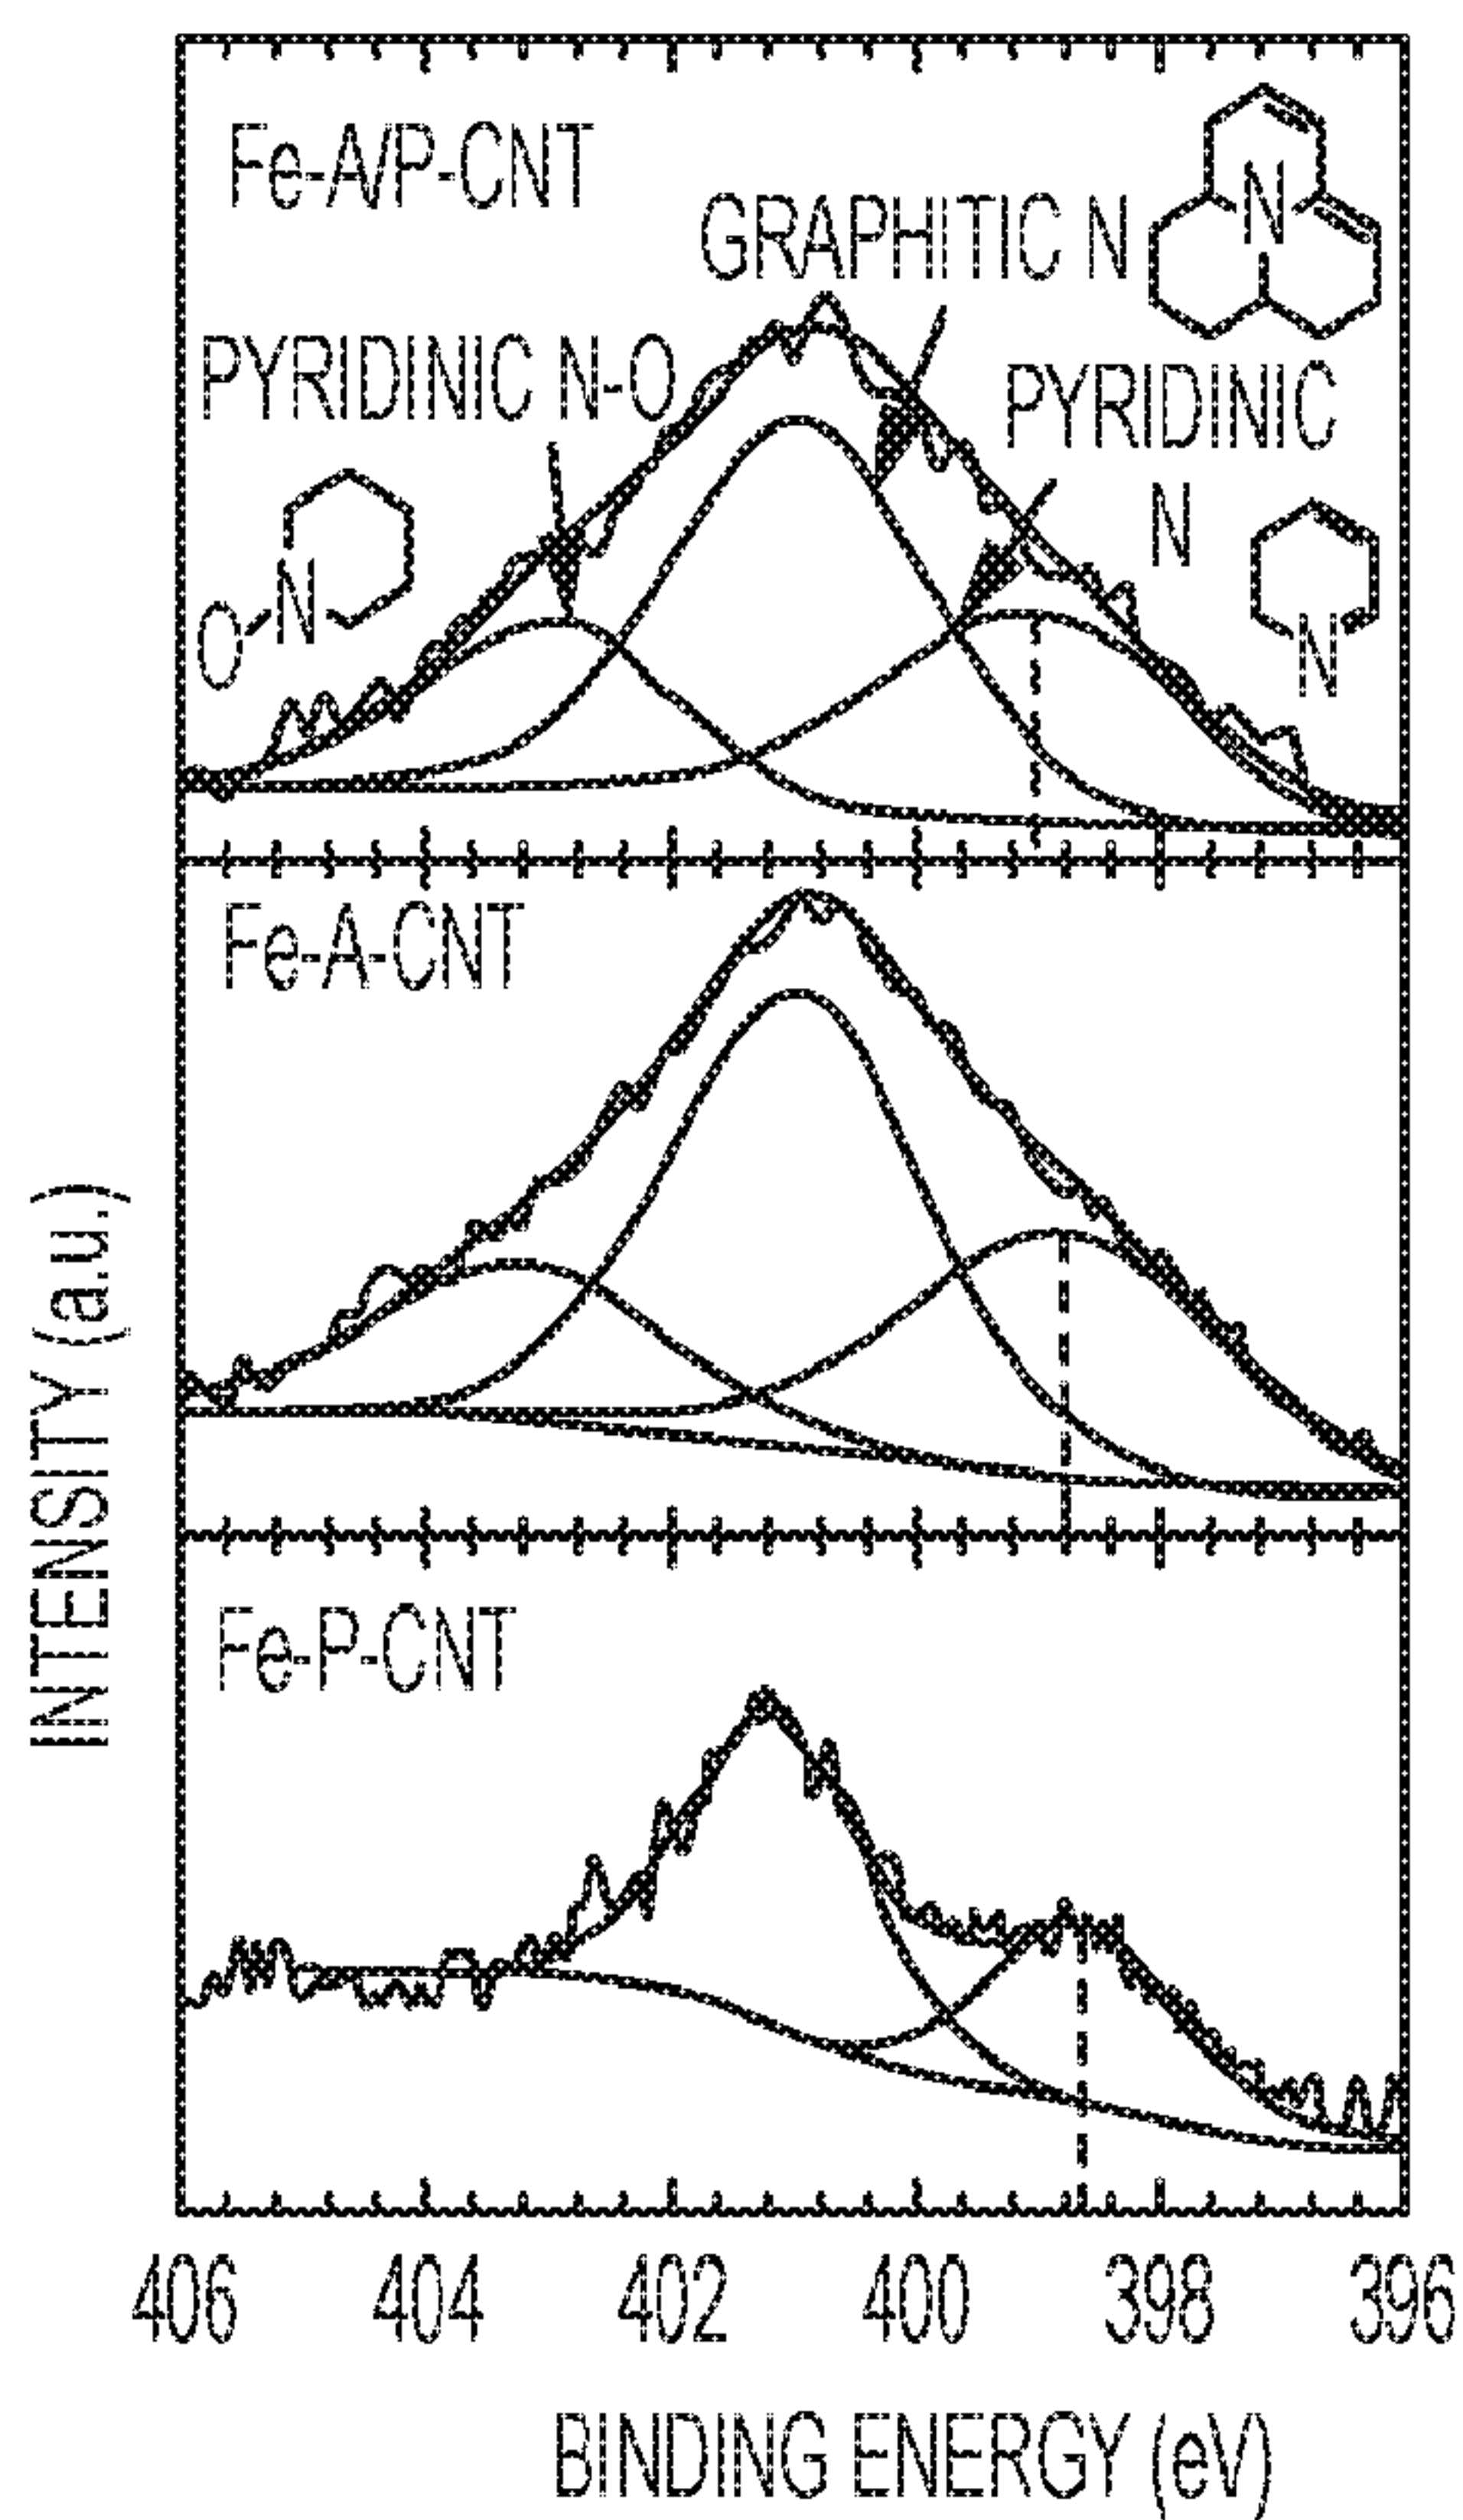 Fe-A/P-CNT
GRAPHITIC N
N
PYRIDINIC N-O
PYRIDINIC
N
O-N
N
Fe-A-CNT
INTENSITY (a.u.)
Fe-P-CNT
406 404 402 400 398 396
BINDING ENERGY (eV)